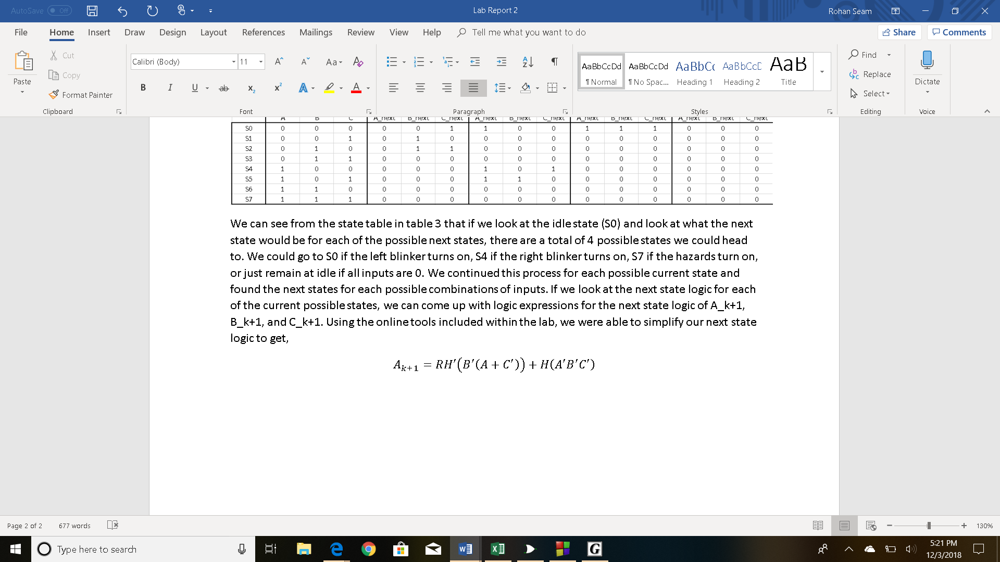 AutoSave Off Lab Report 2 Rohan Seam
File Home Insert Draw Design Layout References Mailings Review View Help Tell me what you want to do Share Comments
Paste Cut Copy Format Painter
Calibri (Body) 11
AaBbCcDd AaBbCcDd AaBbCc AaBbCcD AaB
¶ Normal ¶ No Spac... Heading 1 Heading 2 Title
Find Replace Select
Dictate
Clipboard Font Paragraph Styles Editing Voice
A B C A_next B_next C_next A_next B_next C_next A_next B_next C_next A_next B_next C_next
S0 0 0 0 0 0 1 1 0 0 1 1 1 0 0 0
S1 0 0 1 0 1 0 0 0 0 0 0 0 0 0 0
S2 0 1 0 0 1 1 0 0 0 0 0 0 0 0 0
S3 0 1 1 0 0 0 0 0 0 0 0 0 0 0 0
S4 1 0 0 0 0 0 1 0 1 0 0 0 0 0 0
S5 1 0 1 0 0 0 1 1 0 0 0 0 0 0 0
S6 1 1 0 0 0 0 0 0 0 0 0 0 0 0 0
S7 1 1 1 0 0 0 0 0 0 0 0 0 0 0 0
We can see from the state table in table 3 that if we look at the idle state (S0) and look at what the next
state would be for each of the possible next states, there are a total of 4 possible states we could head
to. We could go to S0 if the left blinker turns on, S4 if the right blinker turns on, S7 if the hazards turn on,
or just remain at idle if all inputs are 0. We continued this process for each possible current state and
found the next states for each possible combinations of inputs. If we look at the next state logic for each
of the current possible states, we can come up with logic expressions for the next state logic of A_k+1,
B_k+1, and C_k+1. Using the online tools included within the lab, we were able to simplify our next state
logic to get,
A_{k+1} = RH′(B′(A + C′)) + H(A′B′C′)
Page 2 of 2 677 words 130%
Type here to search
5:21 PM
12/3/2018